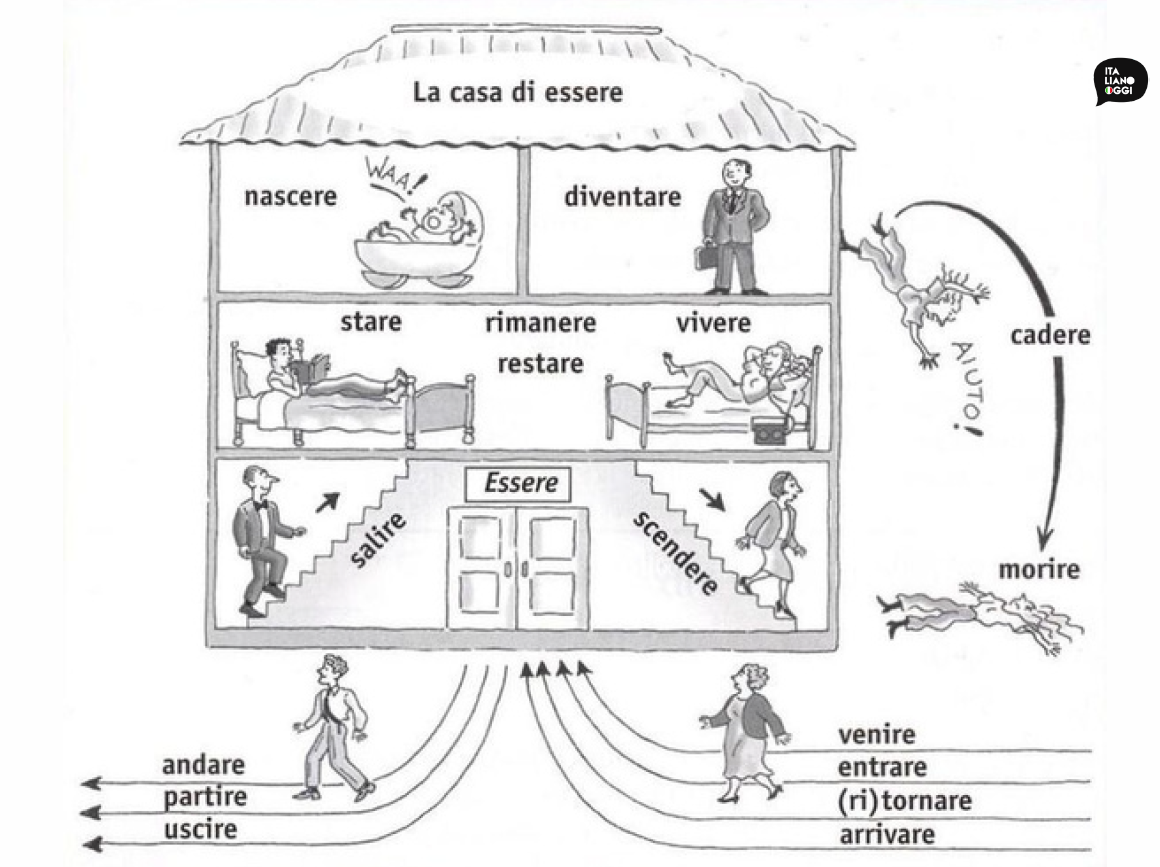 La casa di essere
ITA
LIANO
OGGI
nascere
WAA!
diventare
stare
rimanere
vivere
restare
cadere
AIUTO!
Essere
salire
scendere
morire
andare
partire
uscire
venire
entrare
(ri)tornare
arrivare